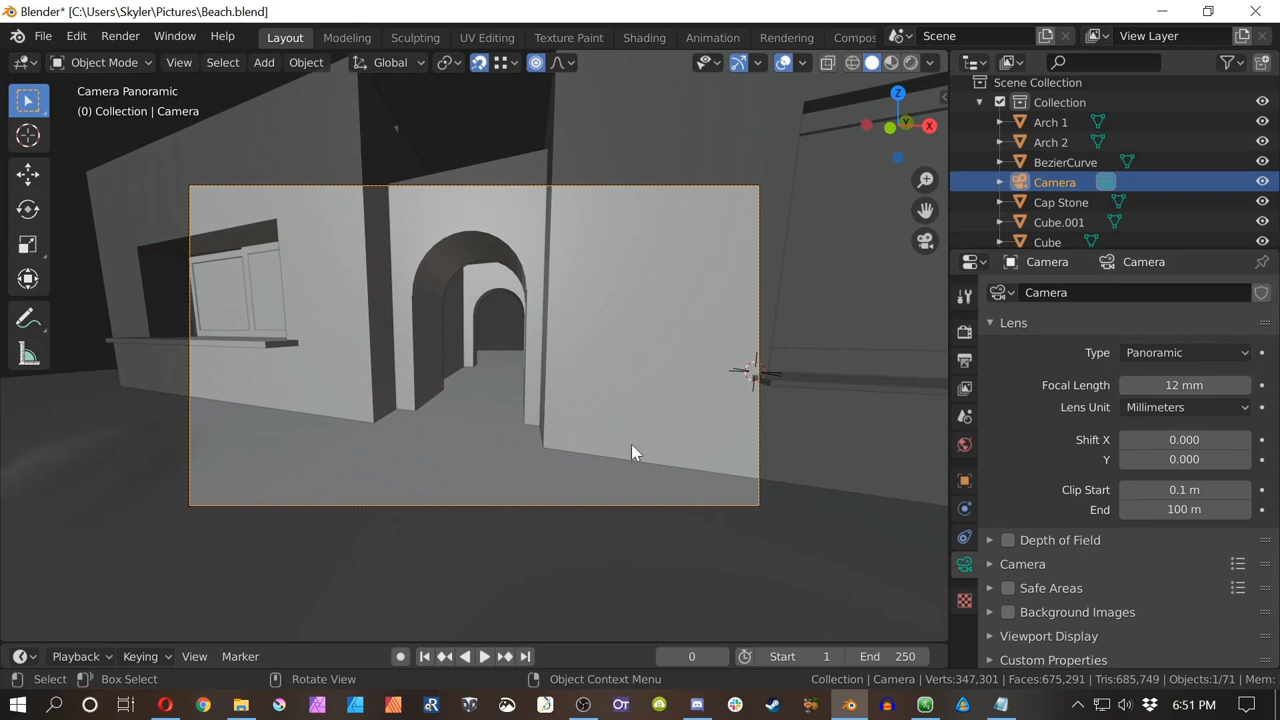 Blender* [C:\Users\Skyler\Pictures\Beach.blend]
File Edit Render Window Help Layout Modeling Sculpting UV Editing Texture Paint Shading Animation Rendering Compos Scene View Layer
Object Mode View Select Add Object Global
Camera Panoramic
(0) Collection | Camera
Z
Y
X
Scene Collection
Collection
Arch 1
Arch 2
BezierCurve
Camera
Cap Stone
Cube.001
Cube
Camera Camera
Camera
Lens
Type Panoramic
Focal Length 12 mm
Lens Unit Millimeters
Shift X 0.000
Y 0.000
Clip Start 0.1 m
End 100 m
Depth of Field
Camera
Safe Areas
Background Images
Viewport Display
Custom Properties
Playback Keying View Marker 0 Start 1 End 250
Select Box Select Rotate View Object Context Menu Collection | Camera | Verts:347,301 | Faces:675,291 | Tris:685,749 | Objects:1/71 | Mem:
6:51 PM